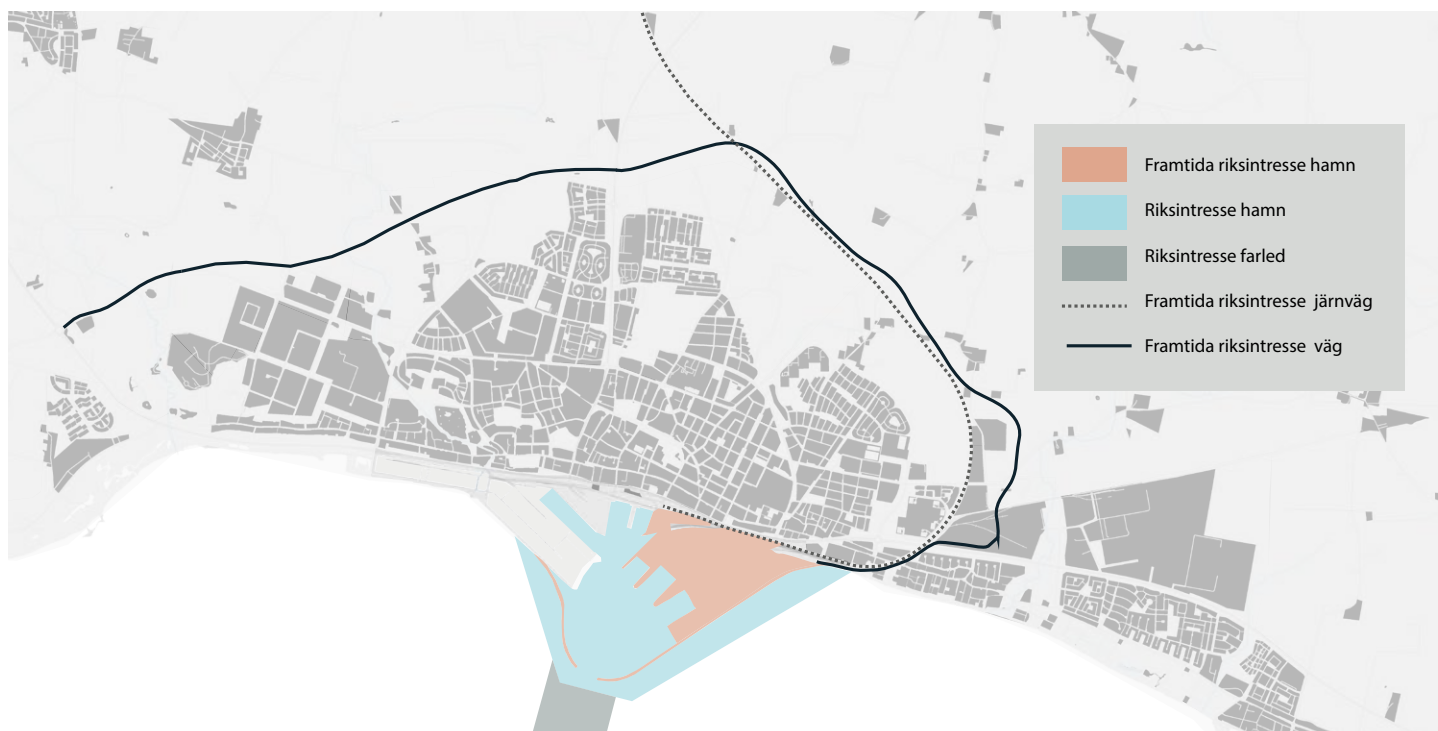 Framtida riksintresse hamn
Riksintresse hamn
Riksintresse farled
Framtida riksintresse järnväg
Framtida riksintresse väg